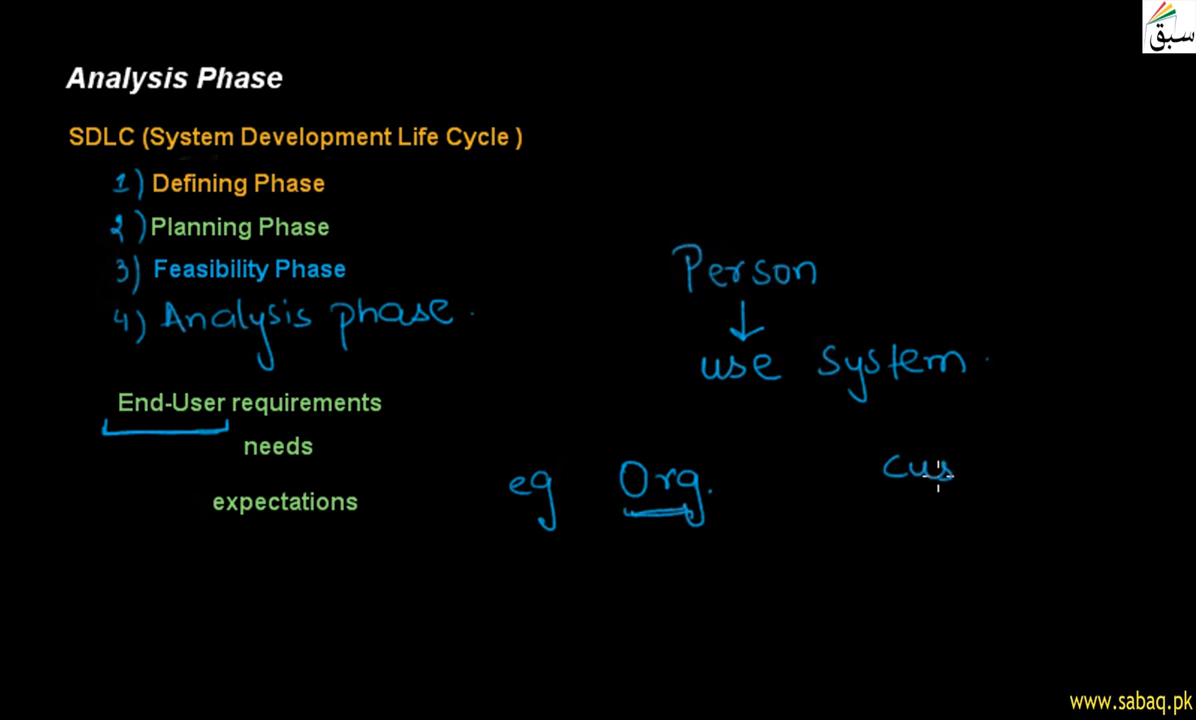 سبق
Analysis Phase
SDLC (System Development Life Cycle )
1) Defining Phase
2) Planning Phase
3) Feasibility Phase
4) Analysis phase.
Person
↓
use system.
End-User requirements
needs
expectations
eg Org.
cus
www.sabaq.pk